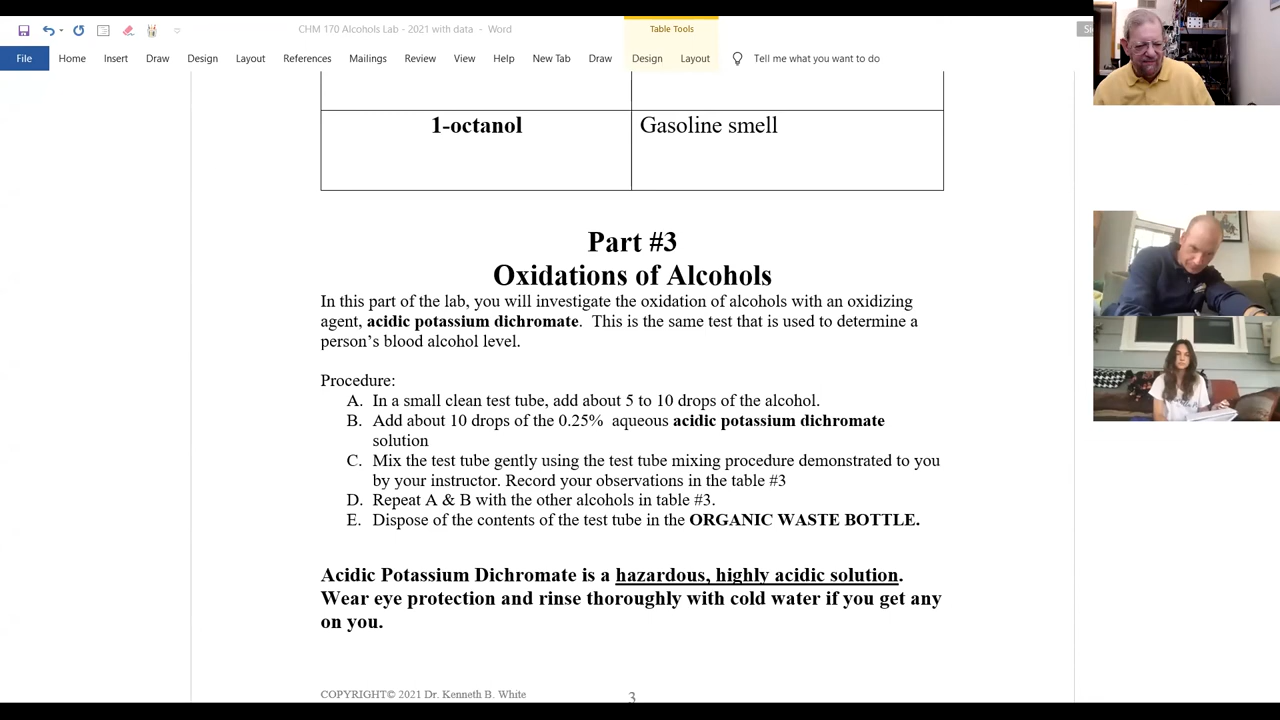 CHM 170 Alcohols Lab - 2021 with data - Word
Table Tools
File Home Insert Draw Design Layout References Mailings Review View Help New Tab Draw Design Layout Tell me what you want to do
1-octanol Gasoline smell
Part #3
Oxidations of Alcohols
In this part of the lab, you will investigate the oxidation of alcohols with an oxidizing
agent, acidic potassium dichromate. This is the same test that is used to determine a
person's blood alcohol level.
Procedure:
A. In a small clean test tube, add about 5 to 10 drops of the alcohol.
B. Add about 10 drops of the 0.25% aqueous acidic potassium dichromate
solution
C. Mix the test tube gently using the test tube mixing procedure demonstrated to you
by your instructor. Record your observations in the table #3
D. Repeat A & B with the other alcohols in table #3.
E. Dispose of the contents of the test tube in the ORGANIC WASTE BOTTLE.
Acidic Potassium Dichromate is a hazardous, highly acidic solution.
Wear eye protection and rinse thoroughly with cold water if you get any
on you.
COPYRIGHT© 2021 Dr. Kenneth B. White 3